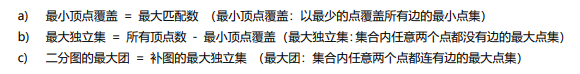 a) 最小顶点覆盖 = 最大匹配数 (最小顶点覆盖:以最少的点覆盖所有边的最小点集)
b) 最大独立集 = 所有顶点数 - 最小顶点覆盖(最大独立集:集合内任意两个点都没有边的最大点集)
c) 二分图的最大团 = 补图的最大独立集 (最大团:集合内任意两个点都连有边的最大点集)